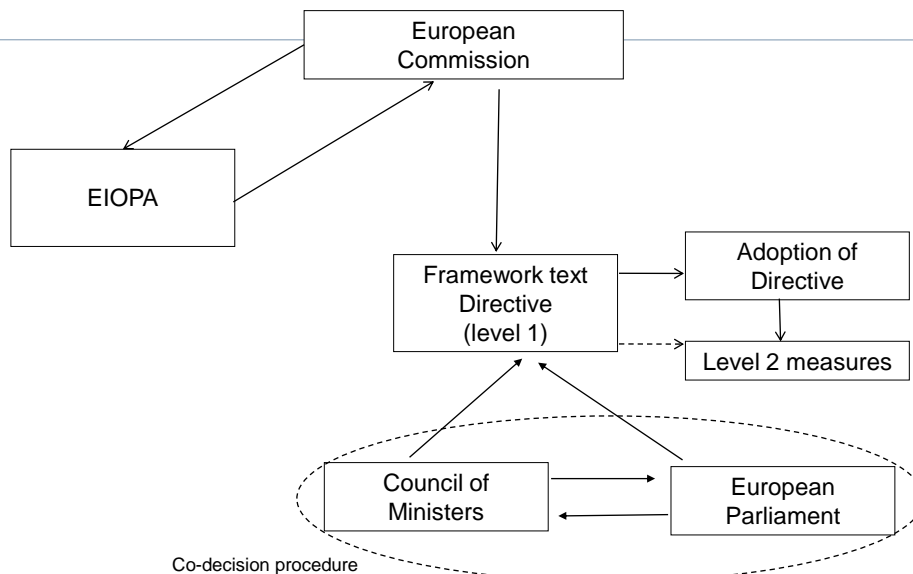 European
Commission
EIOPA
Framework text
Directive
(level 1)
Adoption of
Directive
Level 2 measures
Council of
Ministers
European
Parliament
Co-decision procedure